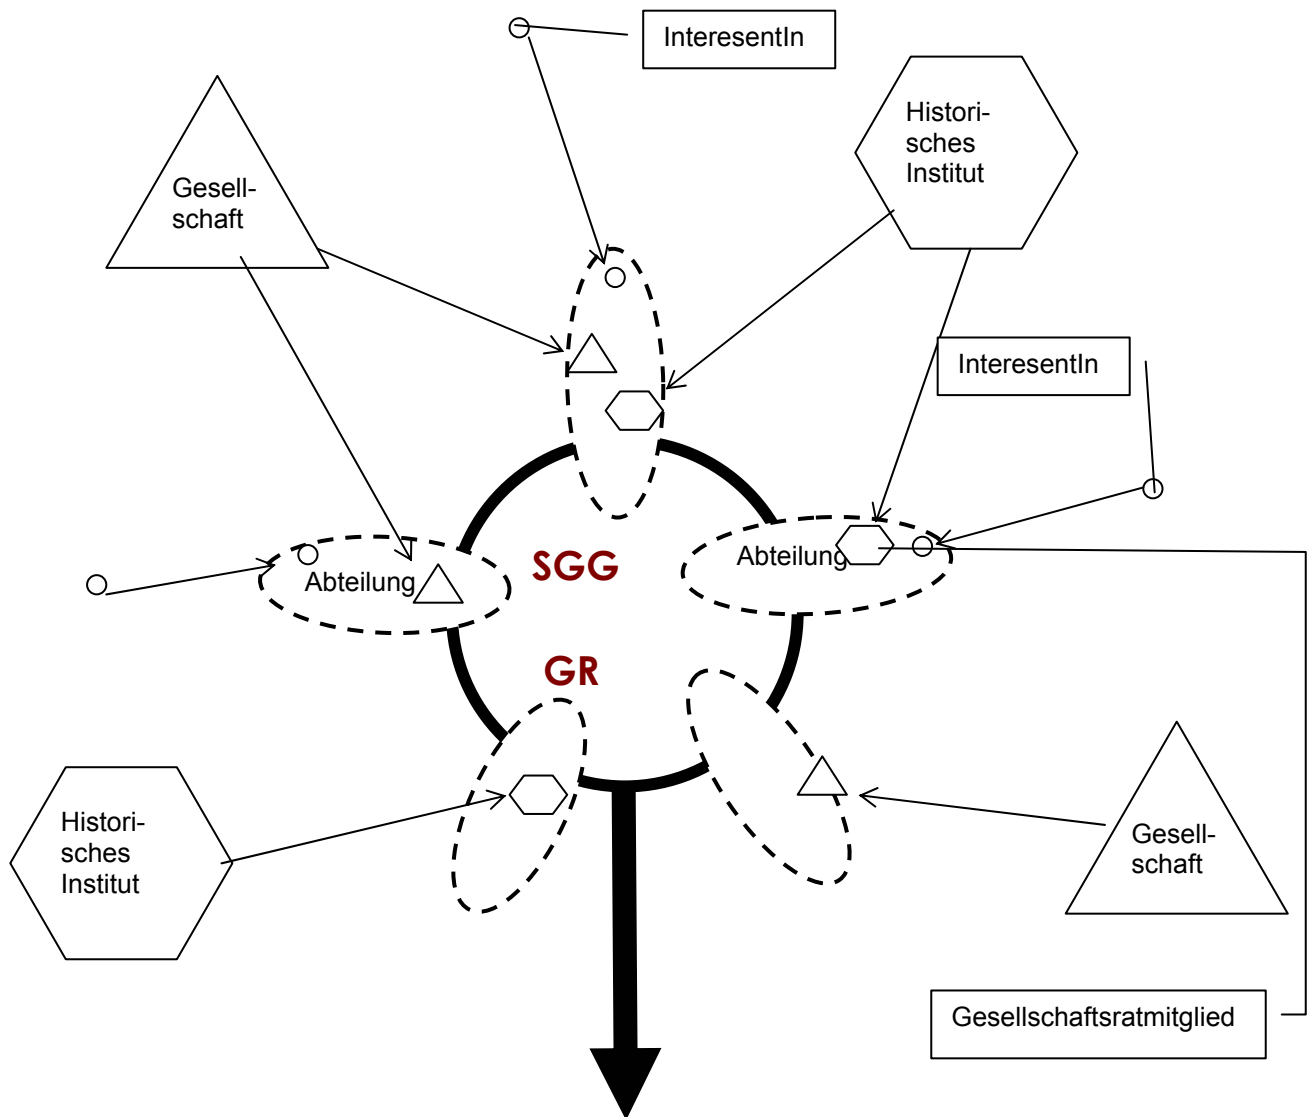 InteresentIn
Histori-
sches
Institut
Gesell-
schaft
InteresentIn
Abteilung
SGG
Abteilung
GR
Histori-
sches
Institut
Gesell-
schaft
Gesellschaftsratmitglied